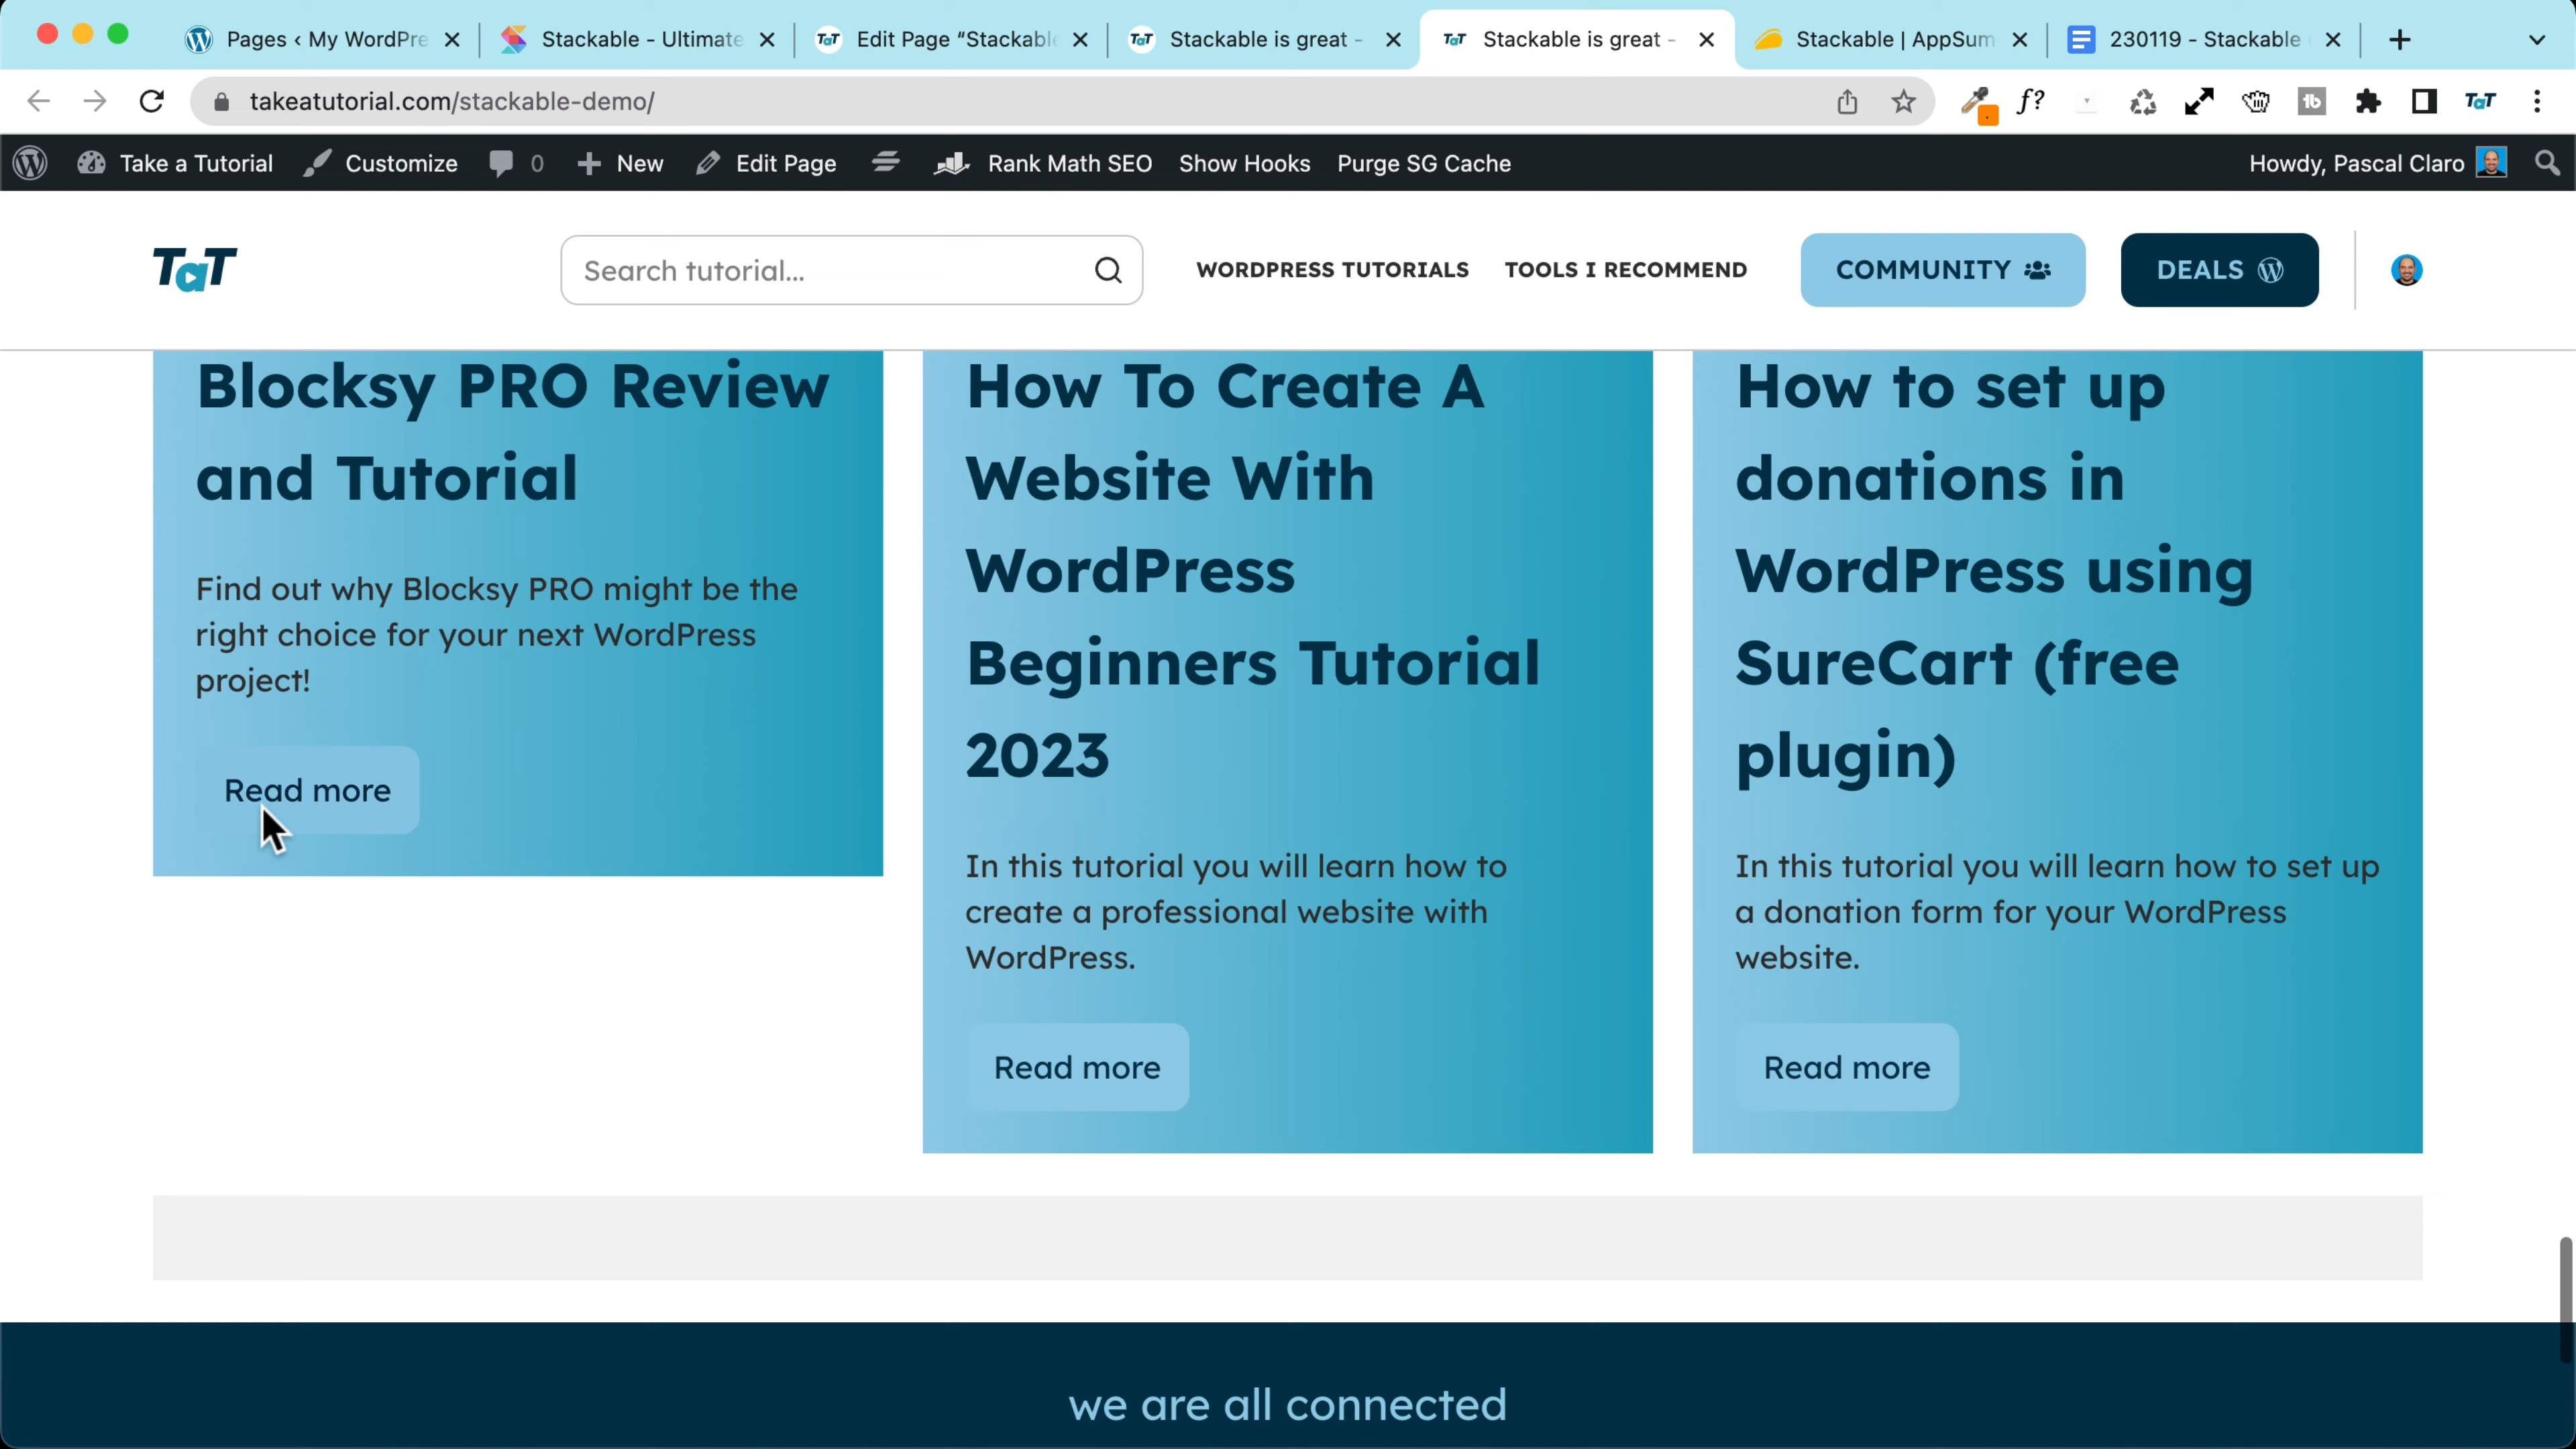 Pages ‹ My WordPre
Stackable - Ultimate
TaT
Edit Page “Stackabl
TaT
Stackable is great -
TaT
Stackable is great -
Stackable | AppSum
230119 - Stackable
takeatutorial.com/stackable-demo/
f?
tb
TaT
Take a Tutorial
Customize
0
New
Edit Page
Rank Math SEO
Show Hooks
Purge SG Cache
Howdy, Pascal Claro
TaT
Search tutorial...
WORDPRESS TUTORIALS
TOOLS I RECOMMEND
COMMUNITY
DEALS
Blocksy PRO Review
and Tutorial
Find out why Blocksy PRO might be the
right choice for your next WordPress
project!
Read more
How To Create A
Website With
WordPress
Beginners Tutorial
2023
In this tutorial you will learn how to
create a professional website with
WordPress.
Read more
How to set up
donations in
WordPress using
SureCart (free
plugin)
In this tutorial you will learn how to set up
a donation form for your WordPress
website.
Read more
we are all connected